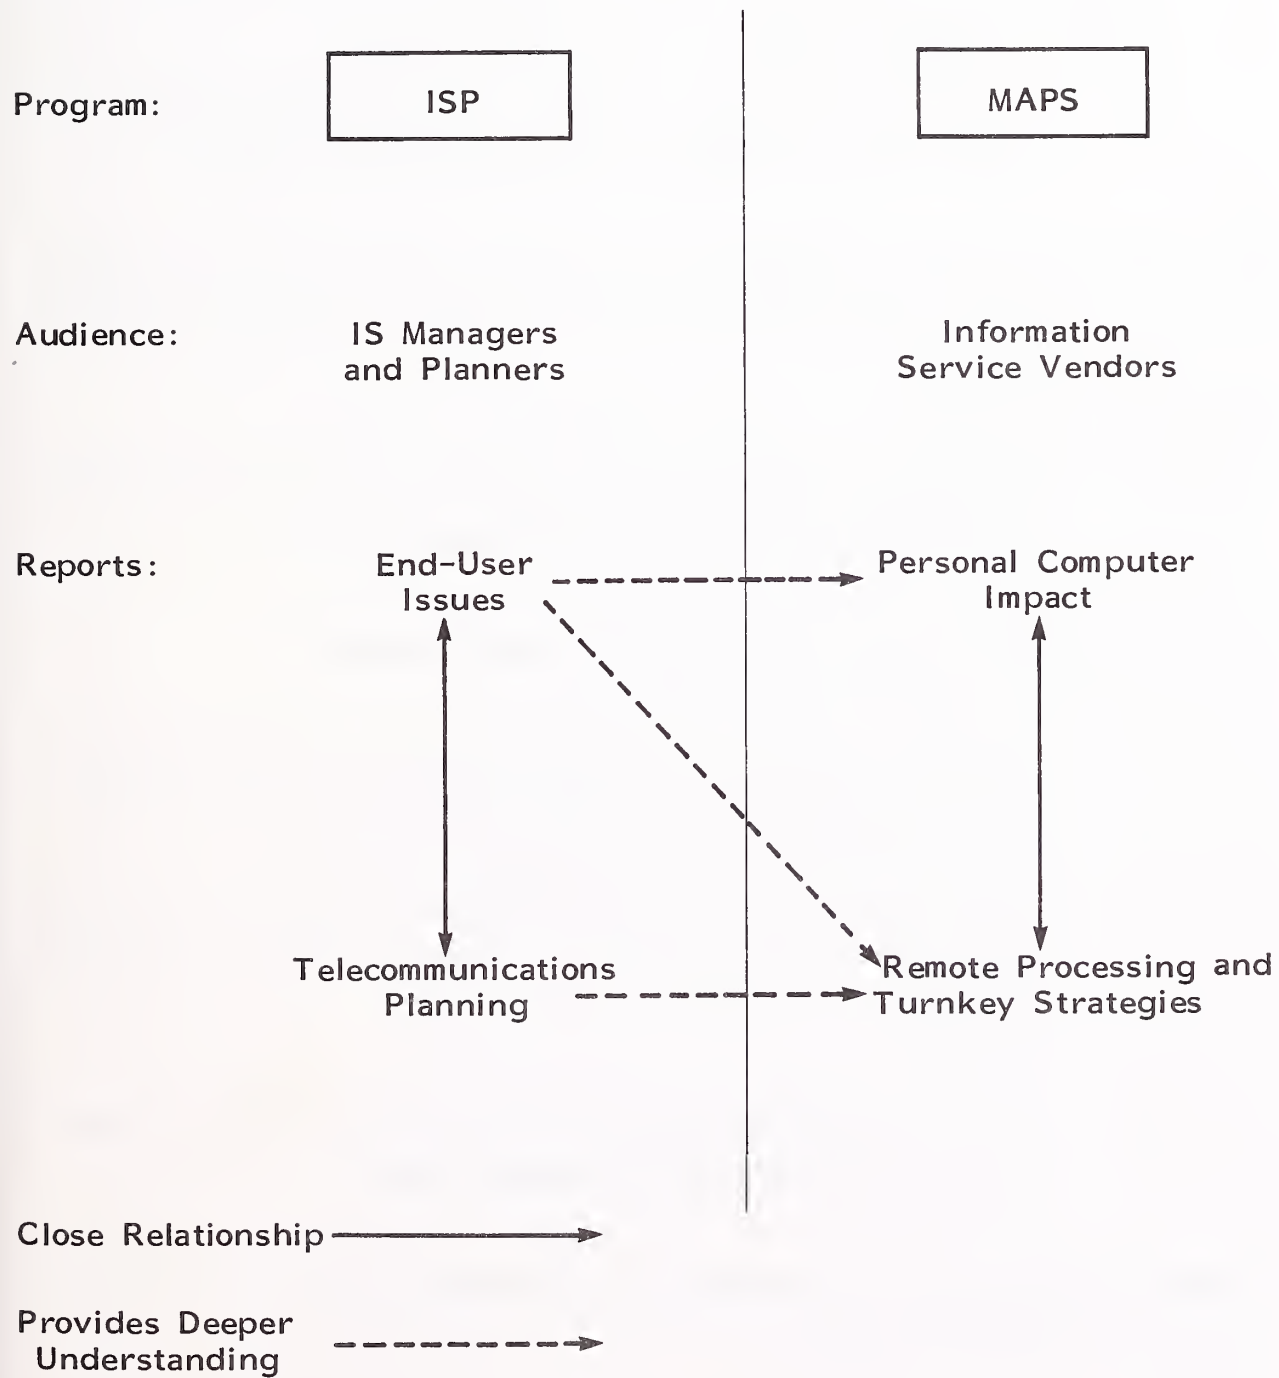 Program:
ISP
MAPS
Audience:
IS Managers
and Planners
Information
Service Vendors
Reports:
End-User
Issues
Personal Computer
Impact
Telecommunications
Planning
Remote Processing and
Turnkey Strategies
Close Relationship
Provides Deeper
Understanding